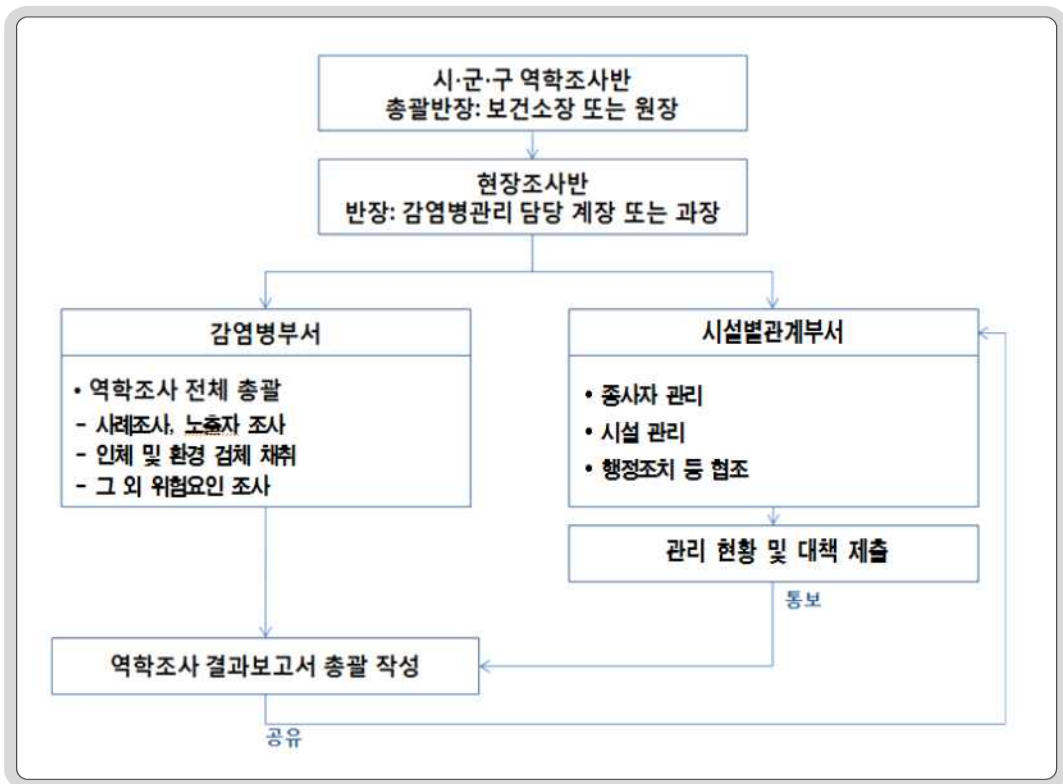 시·군·구 역학조사반
총괄반장: 보건소장 또는 원장
현장조사반
반장: 감염병관리 담당 계장 또는 과장
감염병부서
• 역학조사 전체 총괄
- 사례조사, 노출자 조사
- 인체 및 환경 검체 채취
- 그 외 위험요인 조사
시설별관계부서
• 종사자 관리
• 시설 관리
• 행정조치 등 협조
관리 현황 및 대책 제출
통보
역학조사 결과보고서 총괄 작성
공유